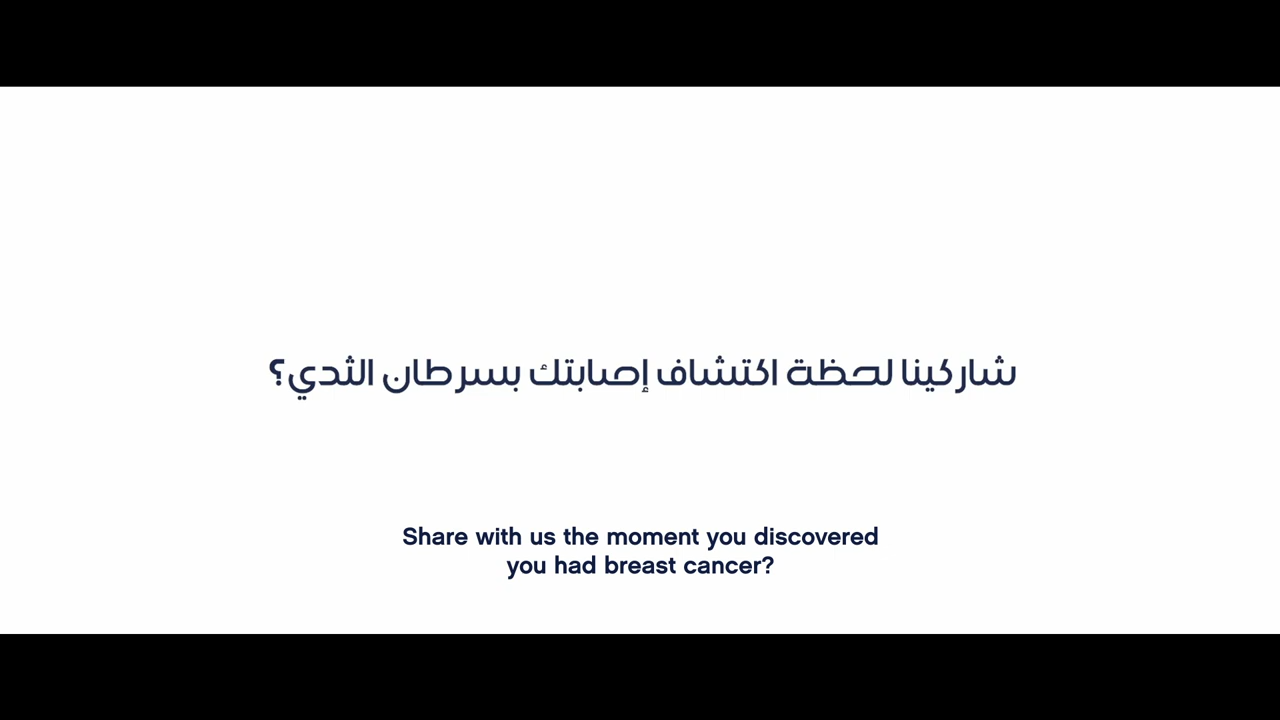 شاركينا لحظة اكتشاف إصابتك بسرطان الثدي؟
Share with us the moment you discovered
you had breast cancer?